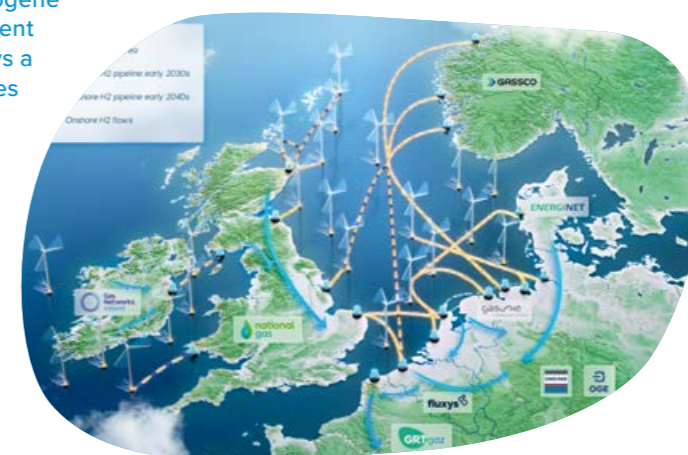 ogene
ent
s a
es
H2 pipeline early 2030s
shore H2 pipeline early 2040s
Onshore H2 flows
GASSCO
ENERGINET
Gas
Networks
Ireland
national
gas
gasunie
fluxys
OGE
GRTgaz